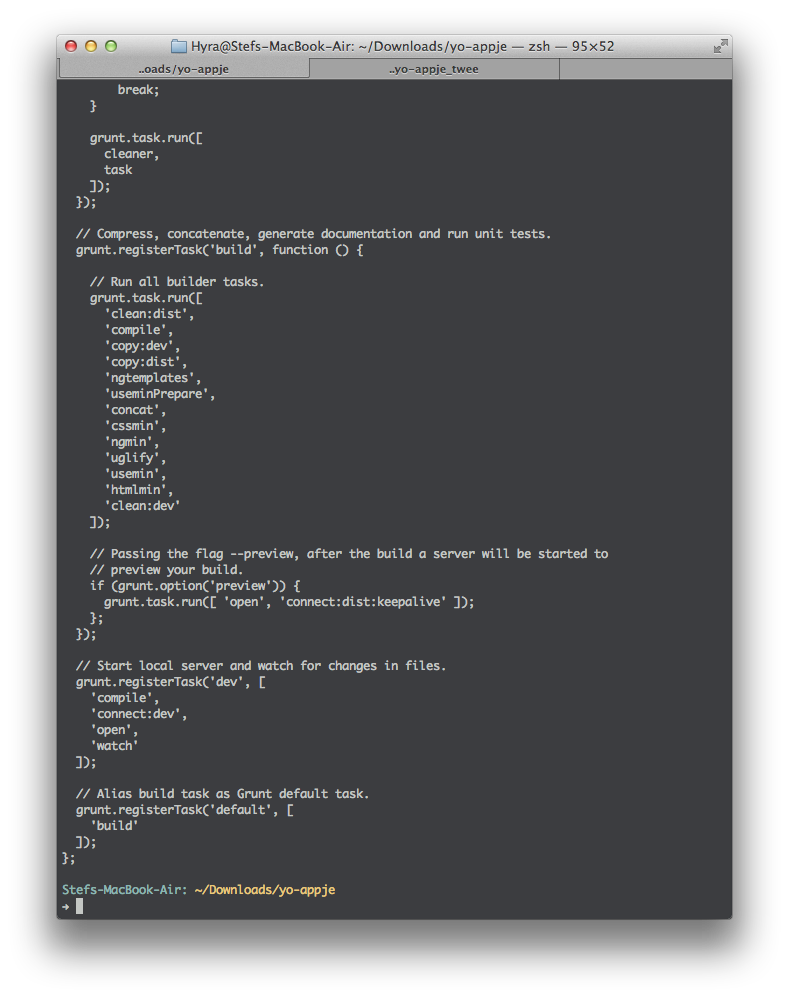 Hyra@Stefs-MacBook-Air: ~/Downloads/yo-appje — zsh — 95×52
..oads/yo-appje
..yo-appje_twee
        break;
    }

    grunt.task.run([
      cleaner,
      task
    ]);
  });

  // Compress, concatenate, generate documentation and run unit tests.
  grunt.registerTask('build', function () {

    // Run all builder tasks.
    grunt.task.run([
      'clean:dist',
      'compile',
      'copy:dev',
      'copy:dist',
      'ngtemplates',
      'useminPrepare',
      'concat',
      'cssmin',
      'ngmin',
      'uglify',
      'usemin',
      'htmlmin',
      'clean:dev'
    ]);

    // Passing the flag --preview, after the build a server will be started to
    // preview your build.
    if (grunt.option('preview')) {
      grunt.task.run([ 'open', 'connect:dist:keepalive' ]);
    };
  });

  // Start local server and watch for changes in files.
  grunt.registerTask('dev', [
    'compile',
    'connect:dev',
    'open',
    'watch'
  ]);

  // Alias build task as Grunt default task.
  grunt.registerTask('default', [
    'build'
  ]);
};

Stefs-MacBook-Air: ~/Downloads/yo-appje
→